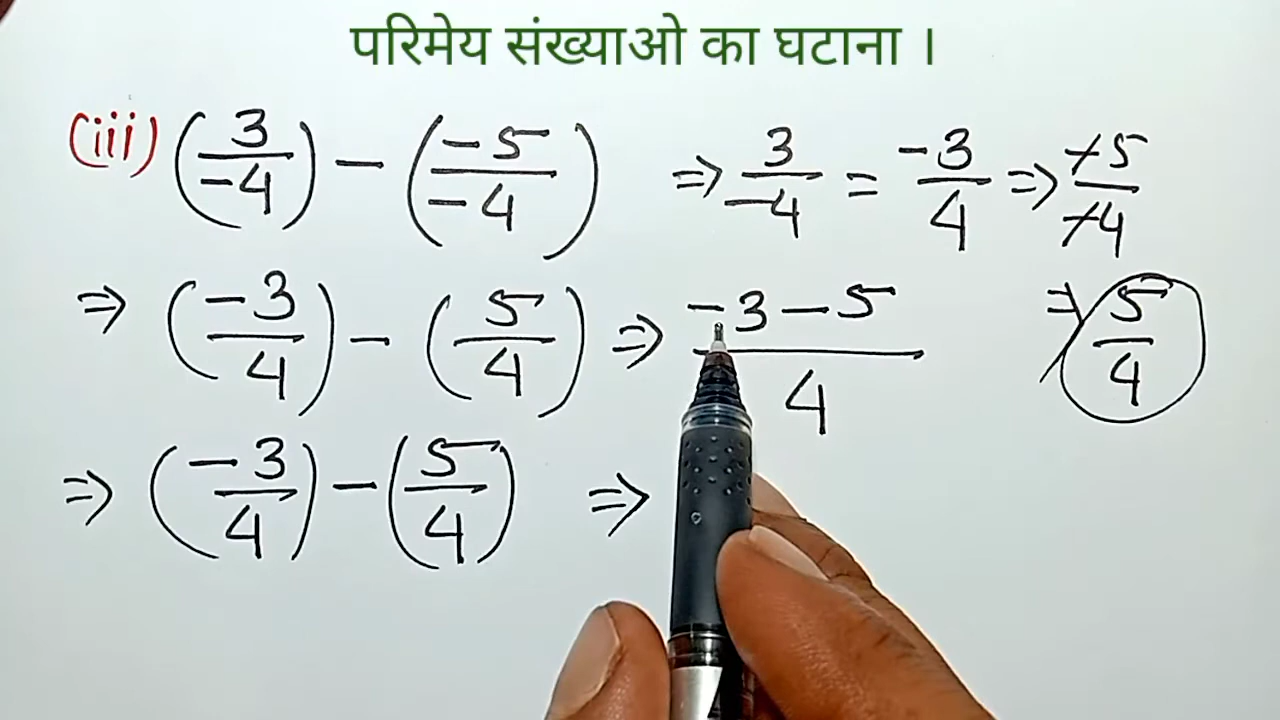 परिमेय संख्याओ का घटाना ।
(iii) (3/-4) - (-5/-4) ⇒ 3/-4 = -3/4 ⇒ -5/-4
⇒ (-3/4) - (5/4) ⇒ -3-5/4 ⇒ 5/4
⇒ (-3/4) - (5/4) ⇒